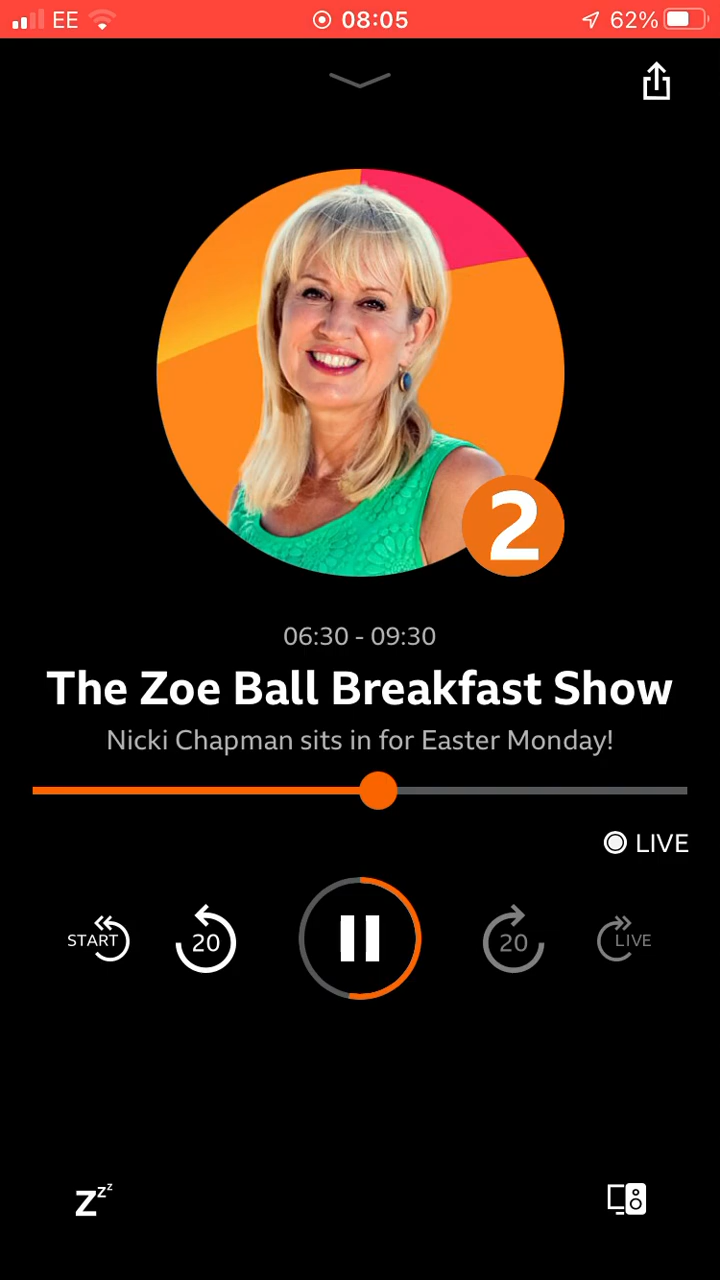 EE 08:05 62%
2
06:30 - 09:30
The Zoe Ball Breakfast Show
Nicki Chapman sits in for Easter Monday!
LIVE
START 20 20 LIVE
Zzz